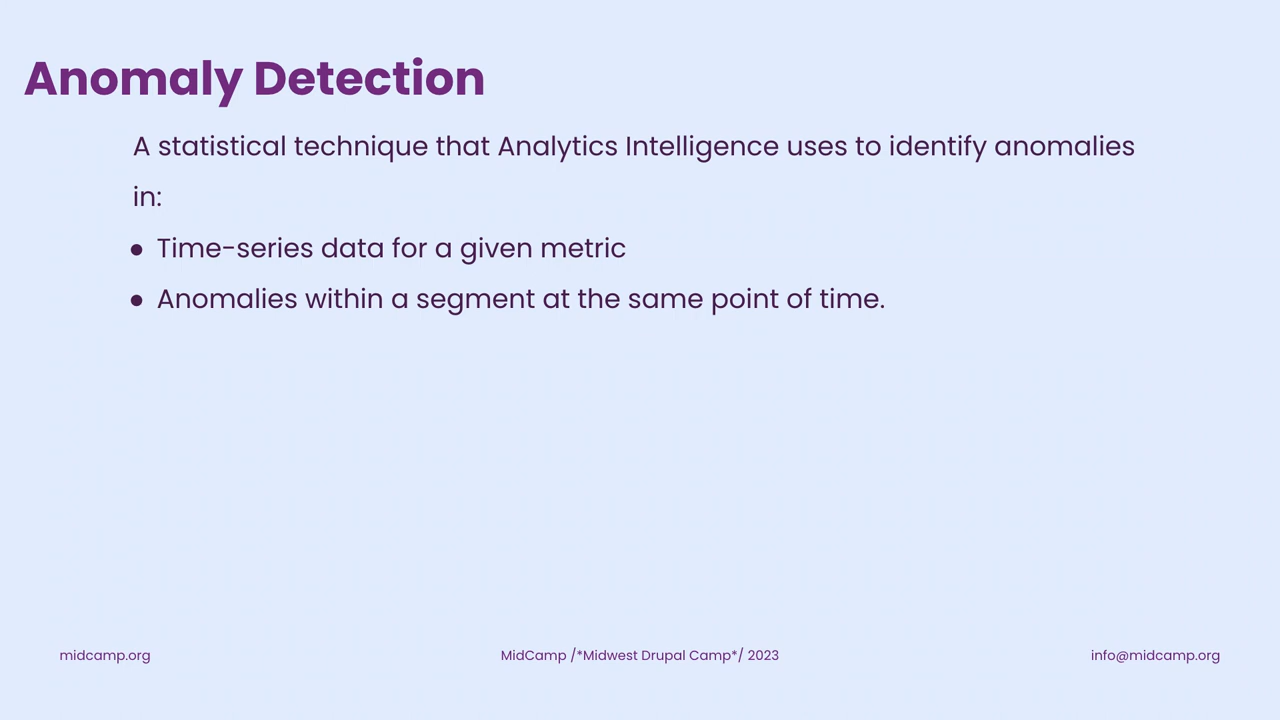 Anomaly Detection
A statistical technique that Analytics Intelligence uses to identify anomalies
in:
● Time-series data for a given metric
● Anomalies within a segment at the same point of time.
midcamp.org
MidCamp /*Midwest Drupal Camp*/ 2023
info@midcamp.org